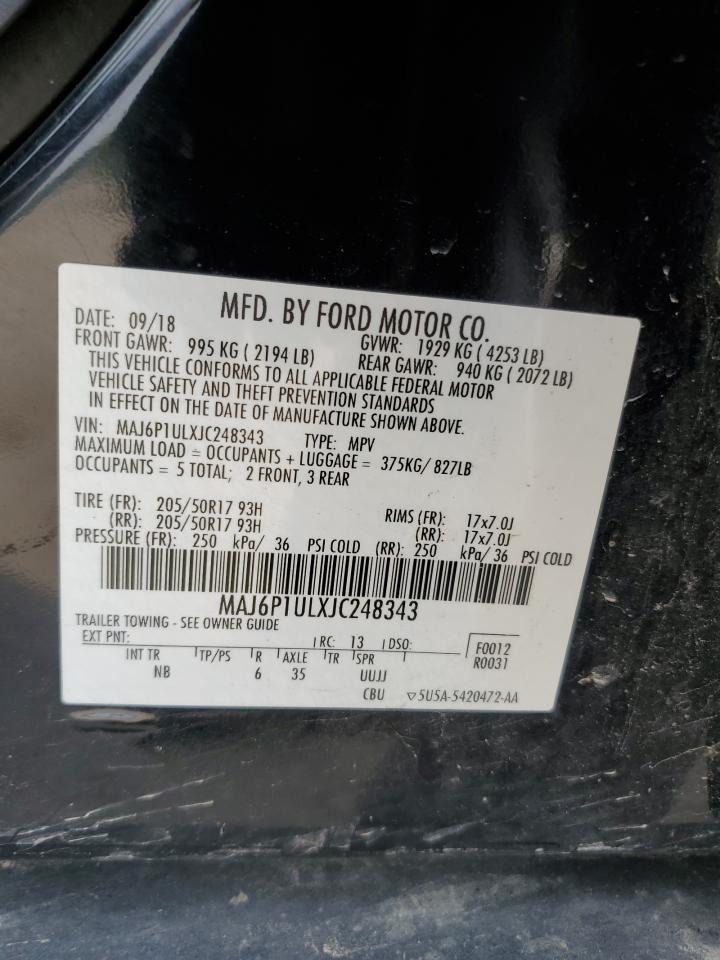 MFD. BY FORD MOTOR CO.
DATE: 09/18 GVWR: 1929 KG ( 4253 LB)
FRONT GAWR: 995 KG ( 2194 LB) REAR GAWR: 940 KG ( 2072 LB)
THIS VEHICLE CONFORMS TO ALL APPLICABLE FEDERAL MOTOR
VEHICLE SAFETY AND THEFT PREVENTION STANDARDS
IN EFFECT ON THE DATE OF MANUFACTURE SHOWN ABOVE.
VIN: MAJ6P1ULXJC248343 TYPE: MPV
MAXIMUM LOAD = OCCUPANTS + LUGGAGE = 375KG/ 827LB
OCCUPANTS = 5 TOTAL; 2 FRONT, 3 REAR
TIRE (FR): 205/50R17 93H RIMS (FR): 17x7.0J
(RR): 205/50R17 93H (RR): 17x7.0J
PRESSURE (FR): 250 kPa/ 36 PSI COLD (RR): 250 kPa/ 36 PSI COLD
MAJ6P1ULXJC248343
TRAILER TOWING - SEE OWNER GUIDE
EXT PNT: RC: 13 DSO: F0012
INT TR TP/PS R AXLE TR SPR R0031
NB 6 35 UUJJ
CBU ▽5U5A-5420472-AA